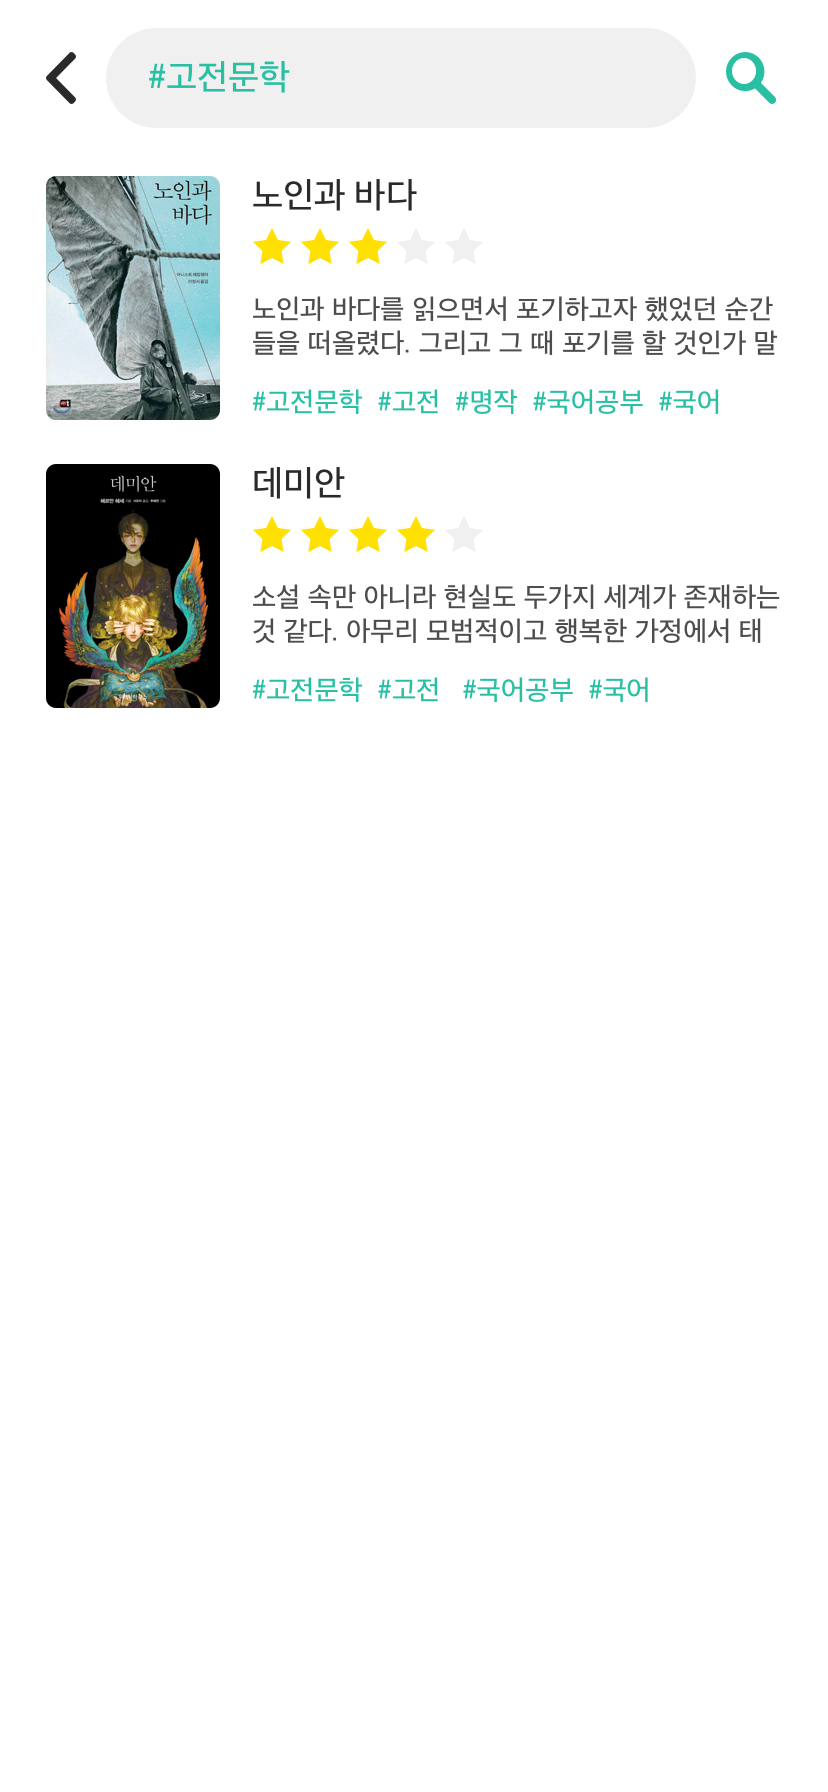 #고전문학
노인과
바다
노인과 바다
노인과 바다를 읽으면서 포기하고자 했었던 순간
들을 떠올렸다. 그리고 그 때 포기를 할 것인가 말
#고전문학 #고전 #명작 #국어공부 #국어
데미안
헤르만 헤세
데미안
소설 속만 아니라 현실도 두가지 세계가 존재하는
것 같다. 아무리 모범적이고 행복한 가정에서 태
#고전문학 #고전 #국어공부 #국어